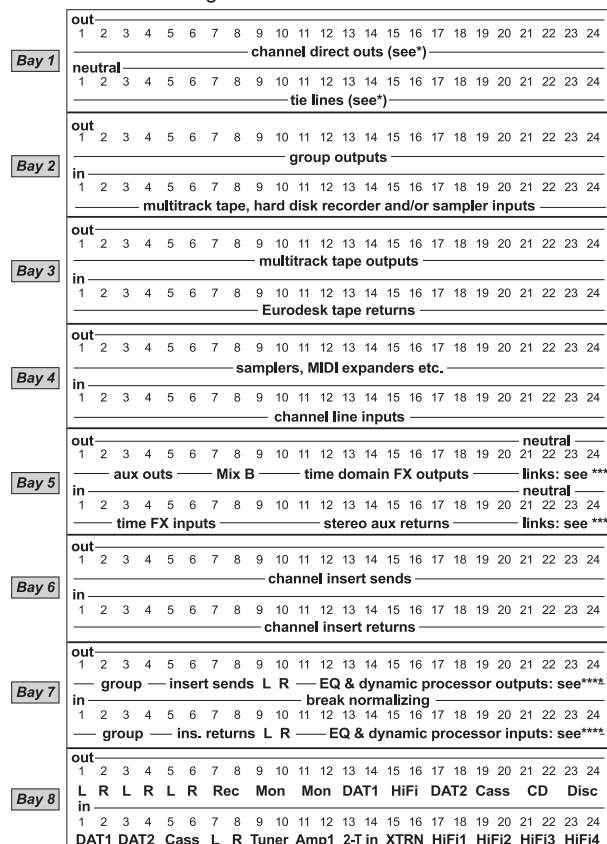 out
1 2 3 4 5 6 7 8 9 10 11 12 13 14 15 16 17 18 19 20 21 22 23 24
channel direct outs (see*)
Bay 1
neutral
1 2 3 4 5 6 7 8 9 10 11 12 13 14 15 16 17 18 19 20 21 22 23 24
tie lines (see*)
out
1 2 3 4 5 6 7 8 9 10 11 12 13 14 15 16 17 18 19 20 21 22 23 24
group outputs
Bay 2
in
1 2 3 4 5 6 7 8 9 10 11 12 13 14 15 16 17 18 19 20 21 22 23 24
multitrack tape, hard disk recorder and/or sampler inputs
out
1 2 3 4 5 6 7 8 9 10 11 12 13 14 15 16 17 18 19 20 21 22 23 24
multitrack tape outputs
Bay 3
in
1 2 3 4 5 6 7 8 9 10 11 12 13 14 15 16 17 18 19 20 21 22 23 24
Eurodesk tape returns
out
1 2 3 4 5 6 7 8 9 10 11 12 13 14 15 16 17 18 19 20 21 22 23 24
samplers, MIDI expanders etc.
Bay 4
in
1 2 3 4 5 6 7 8 9 10 11 12 13 14 15 16 17 18 19 20 21 22 23 24
channel line inputs
out neutral
1 2 3 4 5 6 7 8 9 10 11 12 13 14 15 16 17 18 19 20 21 22 23 24
aux outs Mix B time domain FX outputs links: see ***
Bay 5
in neutral
1 2 3 4 5 6 7 8 9 10 11 12 13 14 15 16 17 18 19 20 21 22 23 24
time FX inputs stereo aux returns links: see ***
out
1 2 3 4 5 6 7 8 9 10 11 12 13 14 15 16 17 18 19 20 21 22 23 24
channel insert sends
Bay 6
in
1 2 3 4 5 6 7 8 9 10 11 12 13 14 15 16 17 18 19 20 21 22 23 24
channel insert returns
out
1 2 3 4 5 6 7 8 9 10 11 12 13 14 15 16 17 18 19 20 21 22 23 24
group insert sends L R EQ & dynamic processor outputs: see****
Bay 7
in break normalizing
1 2 3 4 5 6 7 8 9 10 11 12 13 14 15 16 17 18 19 20 21 22 23 24
group ins. returns L R EQ & dynamic processor inputs: see****
out
1 2 3 4 5 6 7 8 9 10 11 12 13 14 15 16 17 18 19 20 21 22 23 24
L R L R L R Rec Mon Mon DAT1 HiFi DAT2 Cass CD Disc
Bay 8
in
1 2 3 4 5 6 7 8 9 10 11 12 13 14 15 16 17 18 19 20 21 22 23 24
DAT1 DAT2 Cass L R Tuner Amp1 2-T in XTRN HiFi1 HiFi2 HiFi3 HiFi4